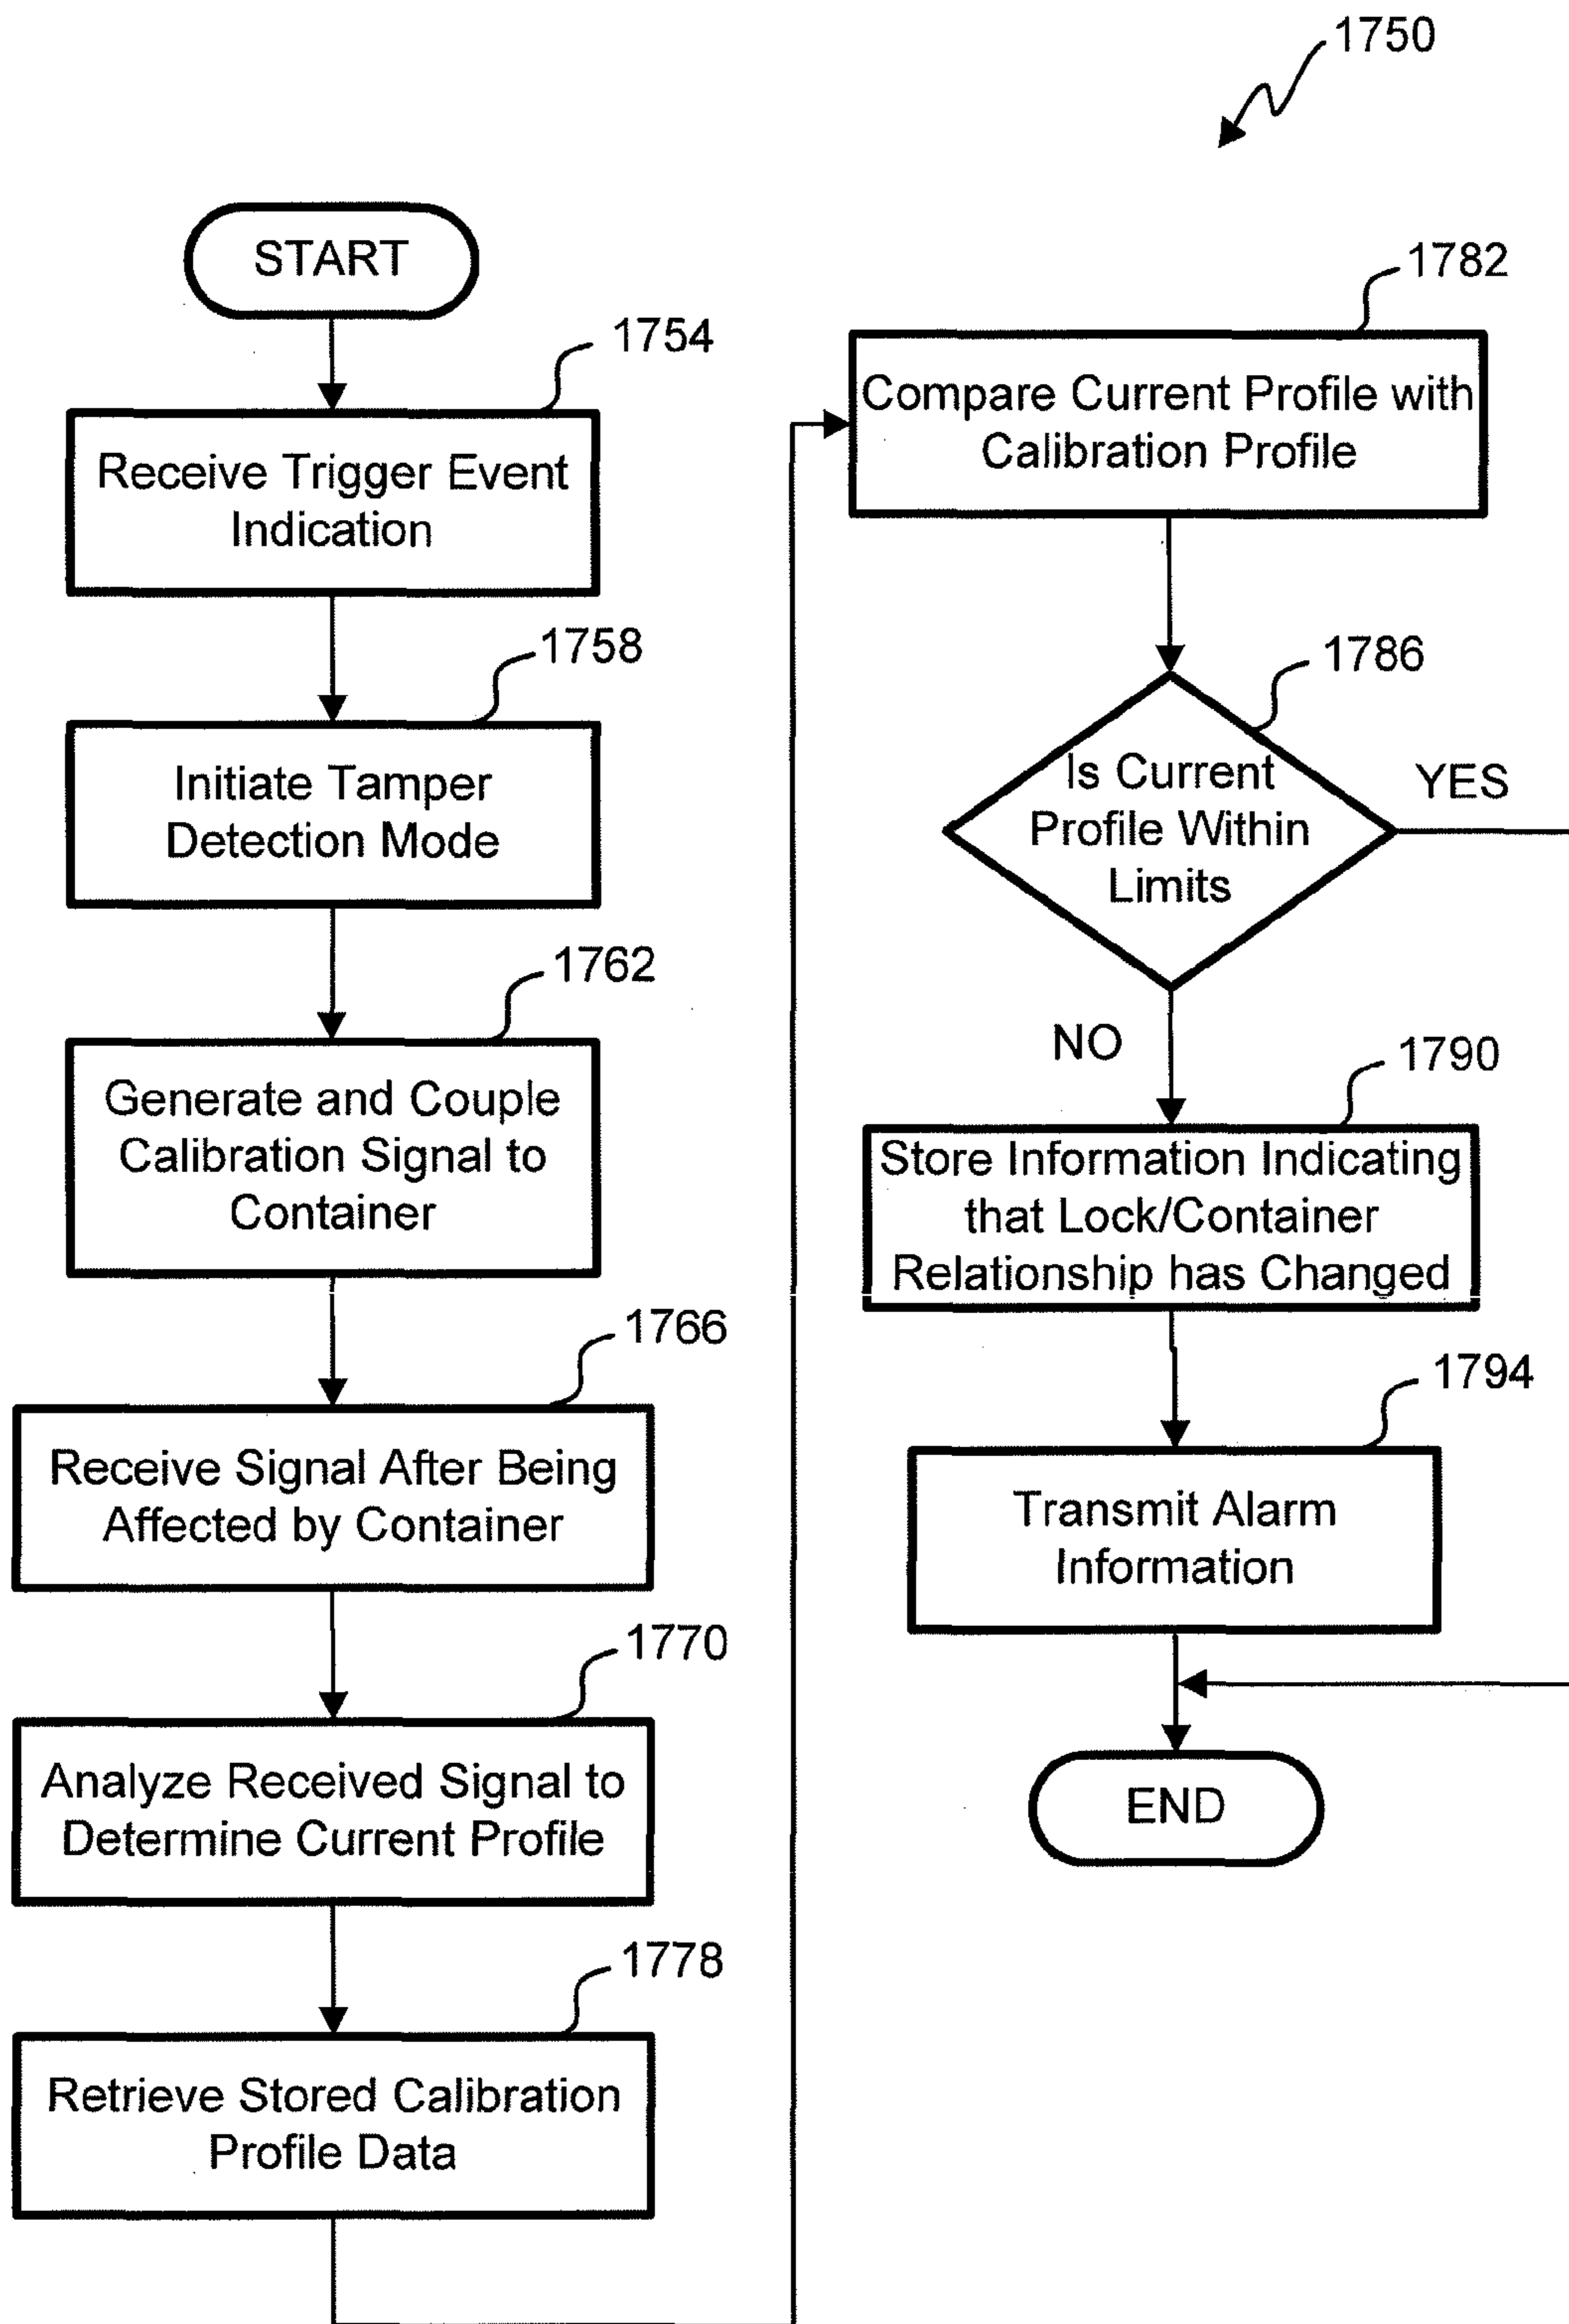 1750
START
1754
Receive Trigger Event
Indication
1758
Initiate Tamper
Detection Mode
1762
Generate and Couple
Calibration Signal to
Container
1766
Receive Signal After Being
Affected by Container
1770
Analyze Received Signal to
Determine Current Profile
1778
Retrieve Stored Calibration
Profile Data
1782
Compare Current Profile with
Calibration Profile
1786
Is Current
Profile Within
Limits
YES
NO
1790
Store Information Indicating
that Lock/Container
Relationship has Changed
1794
Transmit Alarm
Information
END